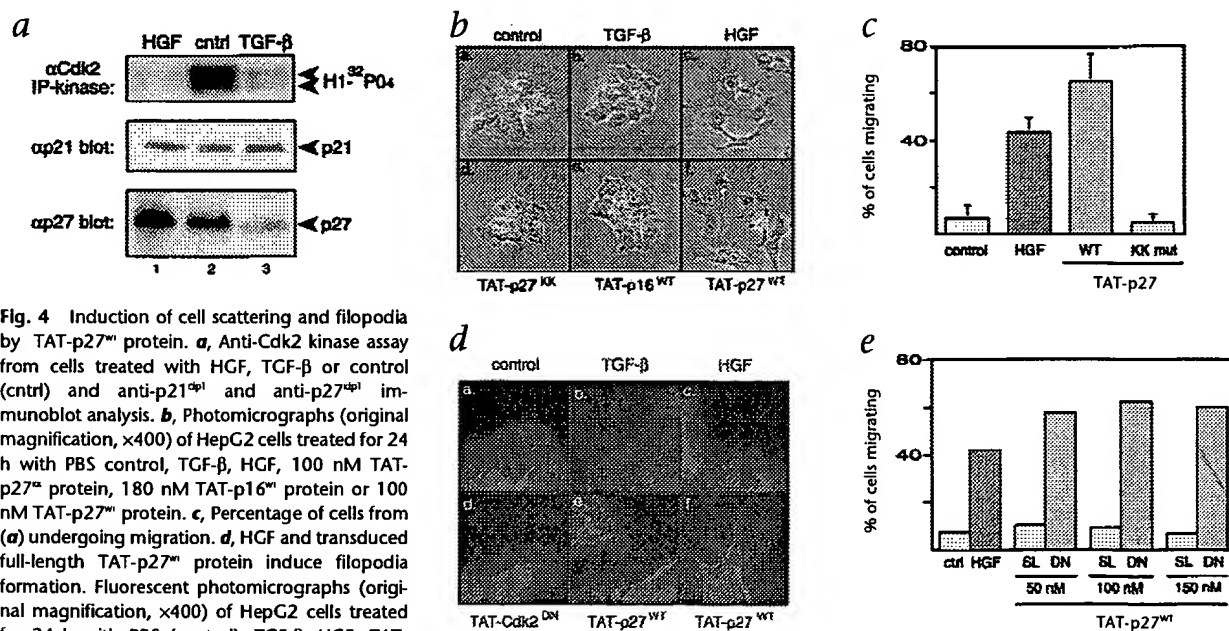 a
HGF cntrl TGF-β
αCdk2
IP-kinase:
H1-³²PO₄
αp21 blot:
p21
αp27 blot:
p27
1 2 3
Fig. 4 Induction of cell scattering and filopodia
by TAT-p27ʷᵗ protein. a, Anti-Cdk2 kinase assay
from cells treated with HGF, TGF-β or control
(cntrl) and anti-p21 and anti-p27 im-
munoblot analysis. b, Photomicrographs (original
magnification, ×400) of HepG2 cells treated for 24
h with PBS control, TGF-β, HGF, 100 nM TAT-
p27 protein, 180 nM TAT-p16ʷᵗ protein or 100
nM TAT-p27ʷᵗ protein. c, Percentage of cells from
(a) undergoing migration. d, HGF and transduced
full-length TAT-p27ʷᵗ protein induce filopodia
formation. Fluorescent photomicrographs (origi-
nal magnification, ×400) of HepG2 cells treated
b
control TGF-β HGF
a. b. c.
d. e. f.
TAT-p27ᴷᴷ TAT-p16ᵂᵀ TAT-p27ᵂᵀ
c
% of cells migrating
80
40
control HGF WT KK mut
TAT-p27
d
control TGF-β HGF
a. b. c.
d. e. f.
TAT-Cdk2ᴰᴺ TAT-p27ᵂᵀ TAT-p27ᵂᵀ
e
% of cells migrating
80
40
ctrl HGF SL DN SL DN SL DN
50 nM 100 nM 150 nM
TAT-p27ᵂᵀ